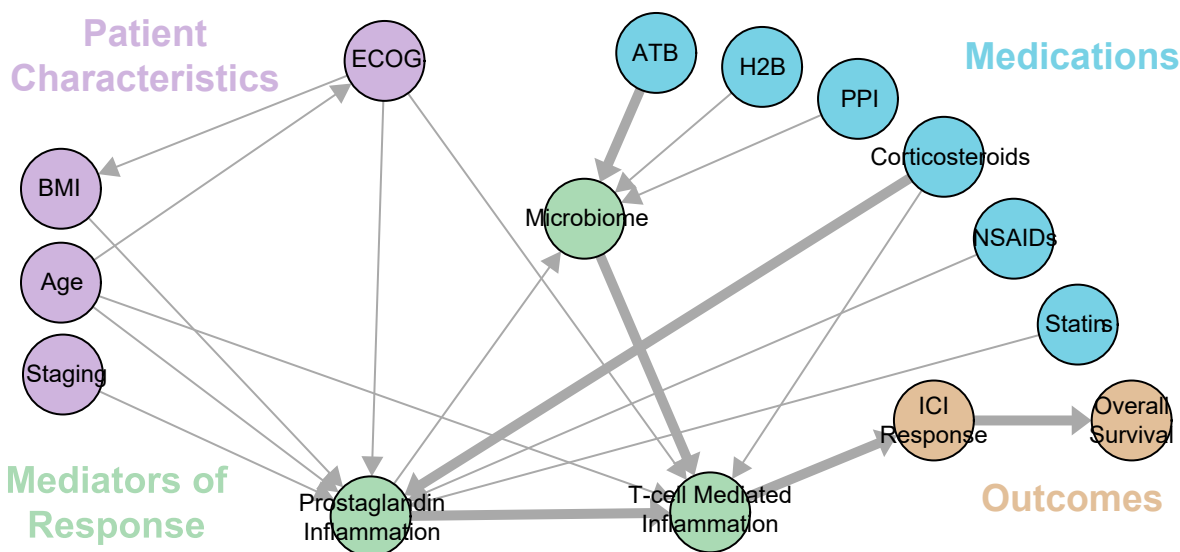 Patient
Characteristics
ECOG
ATB
H2B
PPI
Medications
Corticosteroids
BMI
Microbiome
NSAIDs
Age
Statins
Staging
ICI
Response
Overall
Survival
Mediators of
Response
Prostaglandin
Inflammation
T-cell Mediated
Inflammation
Outcomes